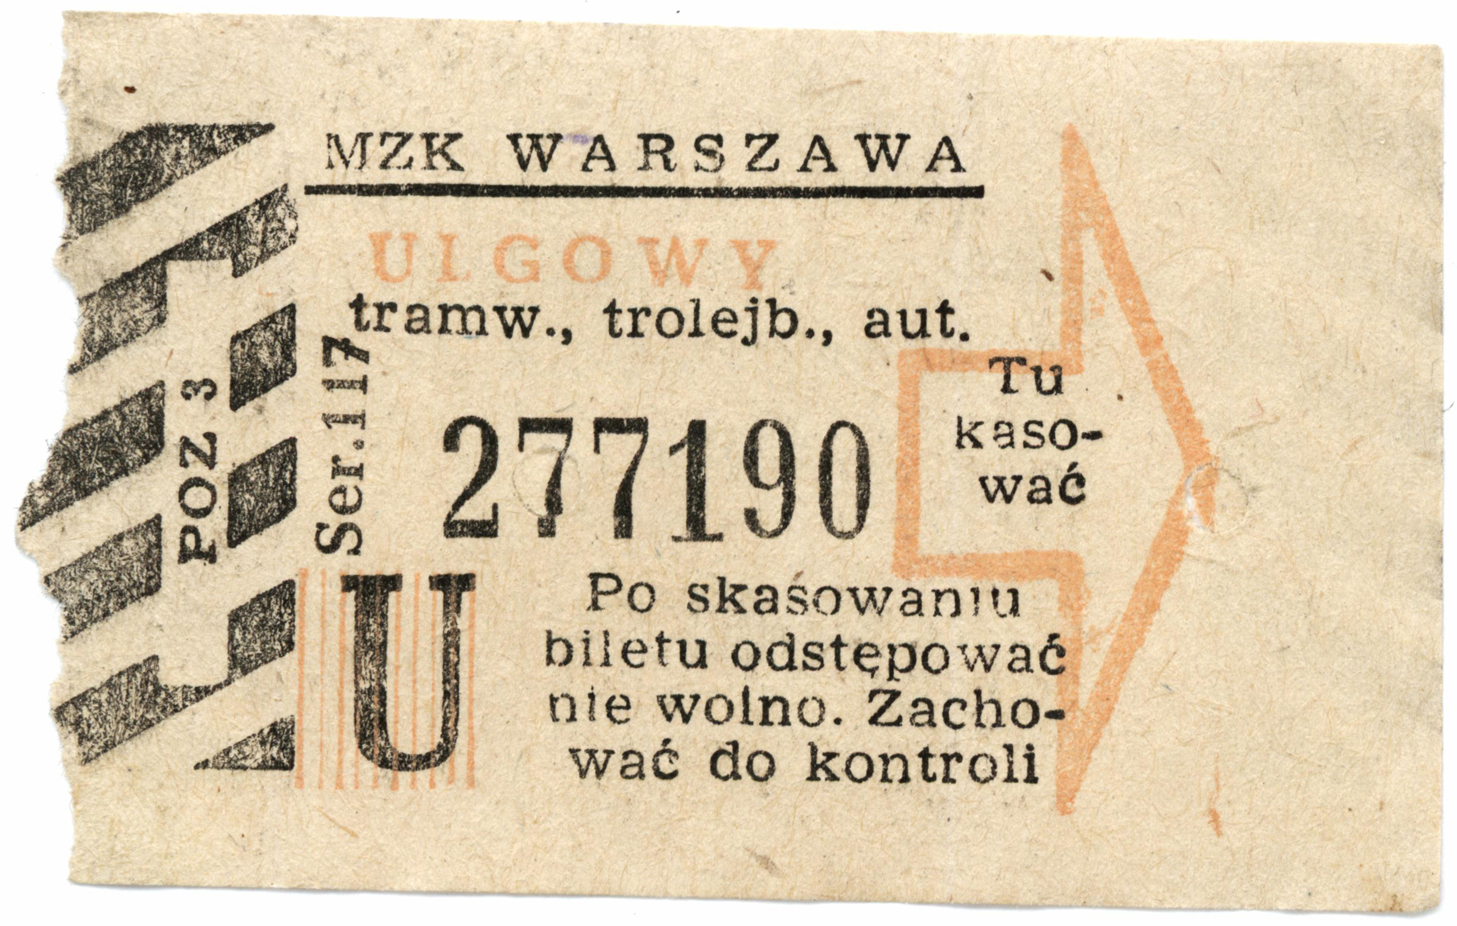 MZK WARSZAWA
ULGOWY
tramw., trolejb., aut.
POZ 3
Ser.117
277190
Tu
kaso-
wać
U
Po skasowaniu
biletu odstępować
nie wolno. Zacho-
wać do kontroli